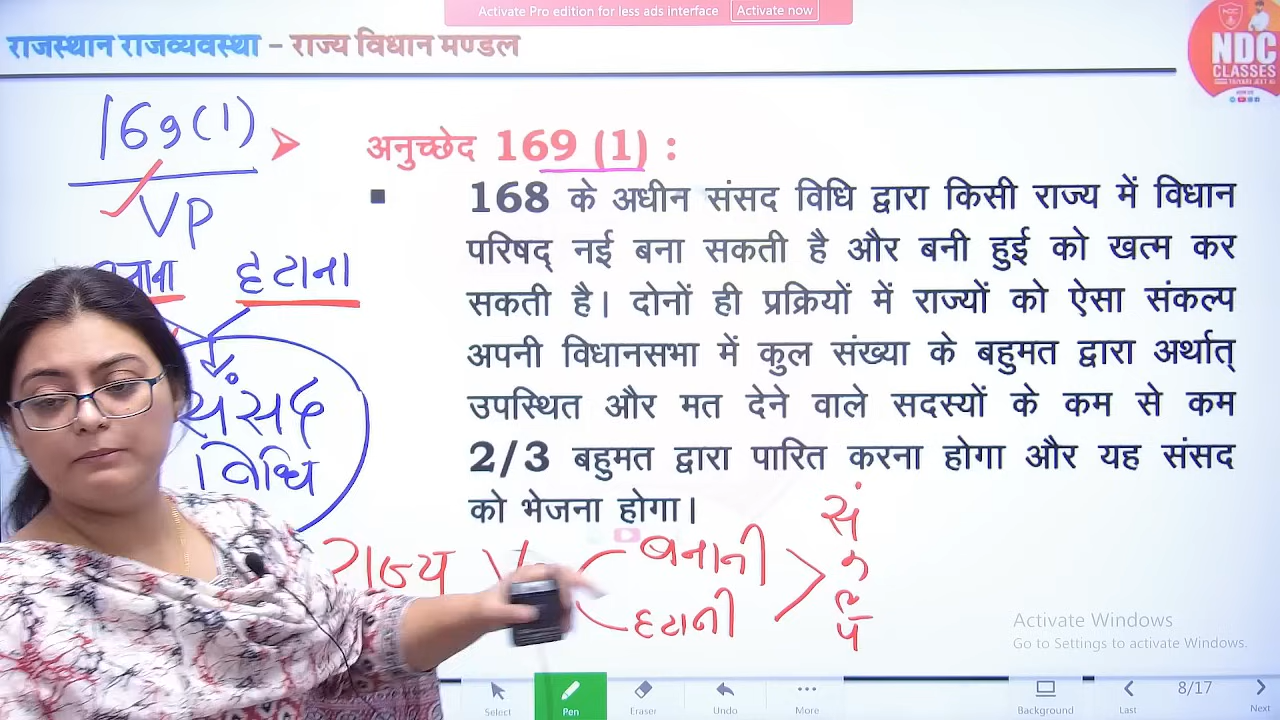 Activate Pro edition for less ads interface Activate now
राजस्थान राजव्यवस्था – राज्य विधान मण्डल
NDC
CLASSES
169(1)
VP
हटाना
संसद
विधि
अनुच्छेद 169 (1) :
168 के अधीन संसद विधि द्वारा किसी राज्य में विधान
परिषद् नई बना सकती है और बनी हुई को खत्म कर
सकती है। दोनों ही प्रक्रियों में राज्यों को ऐसा संकल्प
अपनी विधानसभा में कुल संख्या के बहुमत द्वारा अर्थात्
उपस्थित और मत देने वाले सदस्यों के कम से कम
2/3 बहुमत द्वारा पारित करना होगा और यह संसद
को भेजना होगा।
राज्य
बनानी
हटानी
संकल्प
Activate Windows
Go to Settings to activate Windows.
Select Pen Eraser Undo More Background Last 8/17 Next